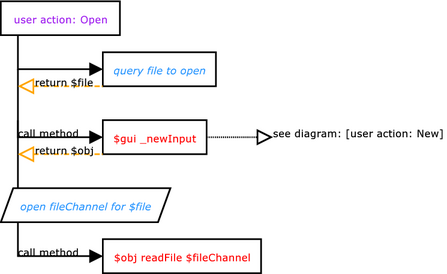 user action: Open
query file to open
return $file
call method
$gui _newInput
see diagram: [user action: New]
return $obj
open fileChannel for $file
call method
$obj readFile $fileChannel